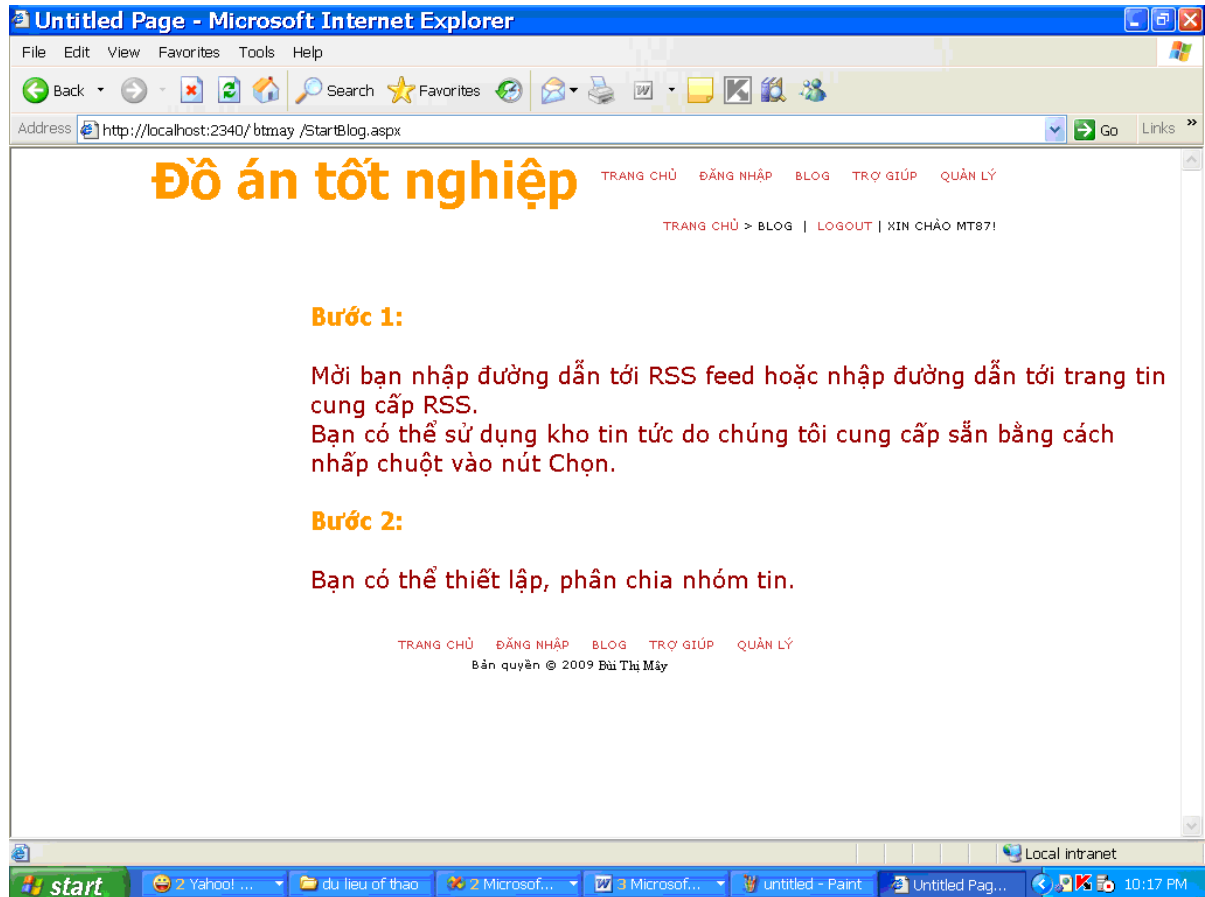 Untitled Page - Microsoft Internet Explorer
File Edit View Favorites Tools Help
Back Search Favorites
Address http://localhost:2340/ btmay /StartBlog.aspx Go Links »
Đồ án tốt nghiệp
TRANG CHỦ ĐĂNG NHẬP BLOG TRỢ GIÚP QUẢN LÝ
TRANG CHỦ > BLOG | LOGOUT | XIN CHÀO MT87!
Bước 1:
Mời bạn nhập đường dẫn tới RSS feed hoặc nhập đường dẫn tới trang tin
cung cấp RSS.
Bạn có thể sử dụng kho tin tức do chúng tôi cung cấp sẵn bằng cách
nhấp chuột vào nút Chọn.
Bước 2:
Bạn có thể thiết lập, phân chia nhóm tin.
TRANG CHỦ ĐĂNG NHẬP BLOG TRỢ GIÚP QUẢN LÝ
Bản quyền © 2009 Bùi Thị Mây
Local intranet
start 2 Yahoo! ... du lieu of thao 2 Microsof... 3 Microsof... untitled - Paint Untitled Pag... 10:17 PM